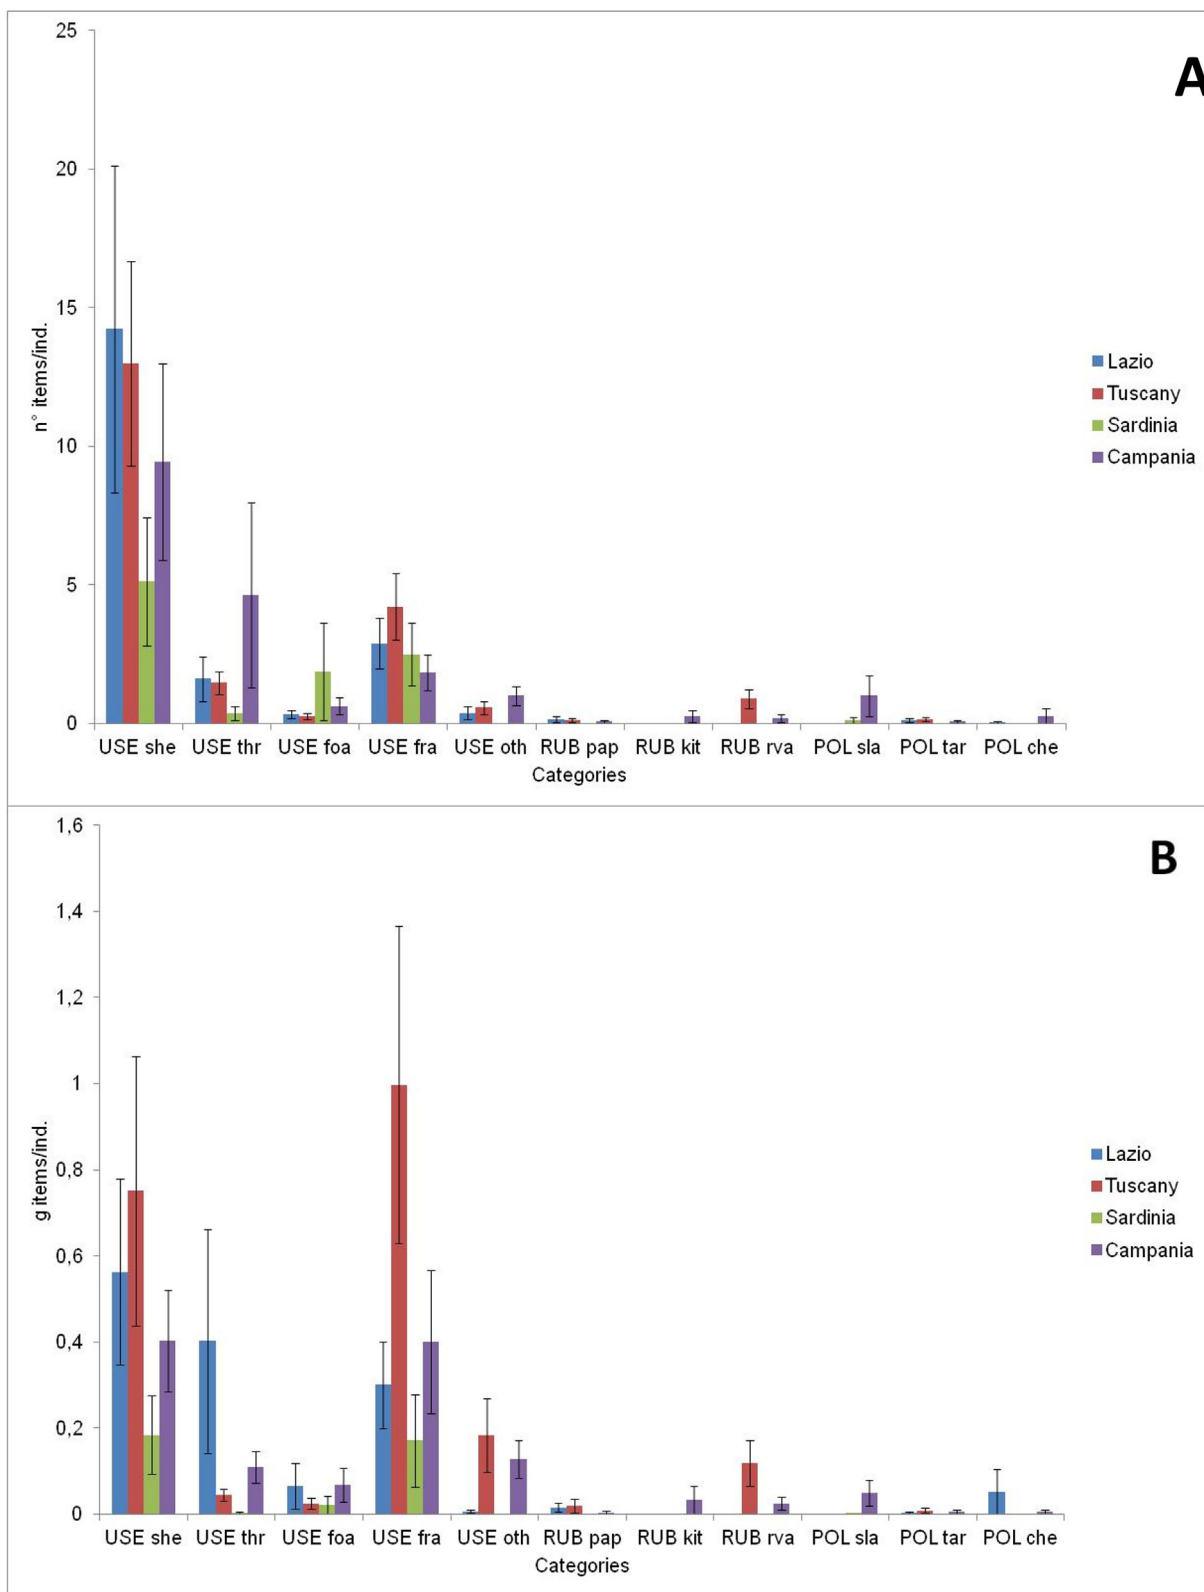 A
25
20
15
10
5
0
n° items/ind.
USE she USE thr USE foa USE fra USE oth RUB pap RUB kit RUB rva POL sla POL tar POL che
Categories
Lazio
Tuscany
Sardinia
Campania
B
1,6
1,4
1,2
1
0,8
0,6
0,4
0,2
0
g items/ind.
USE she USE thr USE foa USE fra USE oth RUB pap RUB kit RUB rva POL sla POL tar POL che
Categories
Lazio
Tuscany
Sardinia
Campania